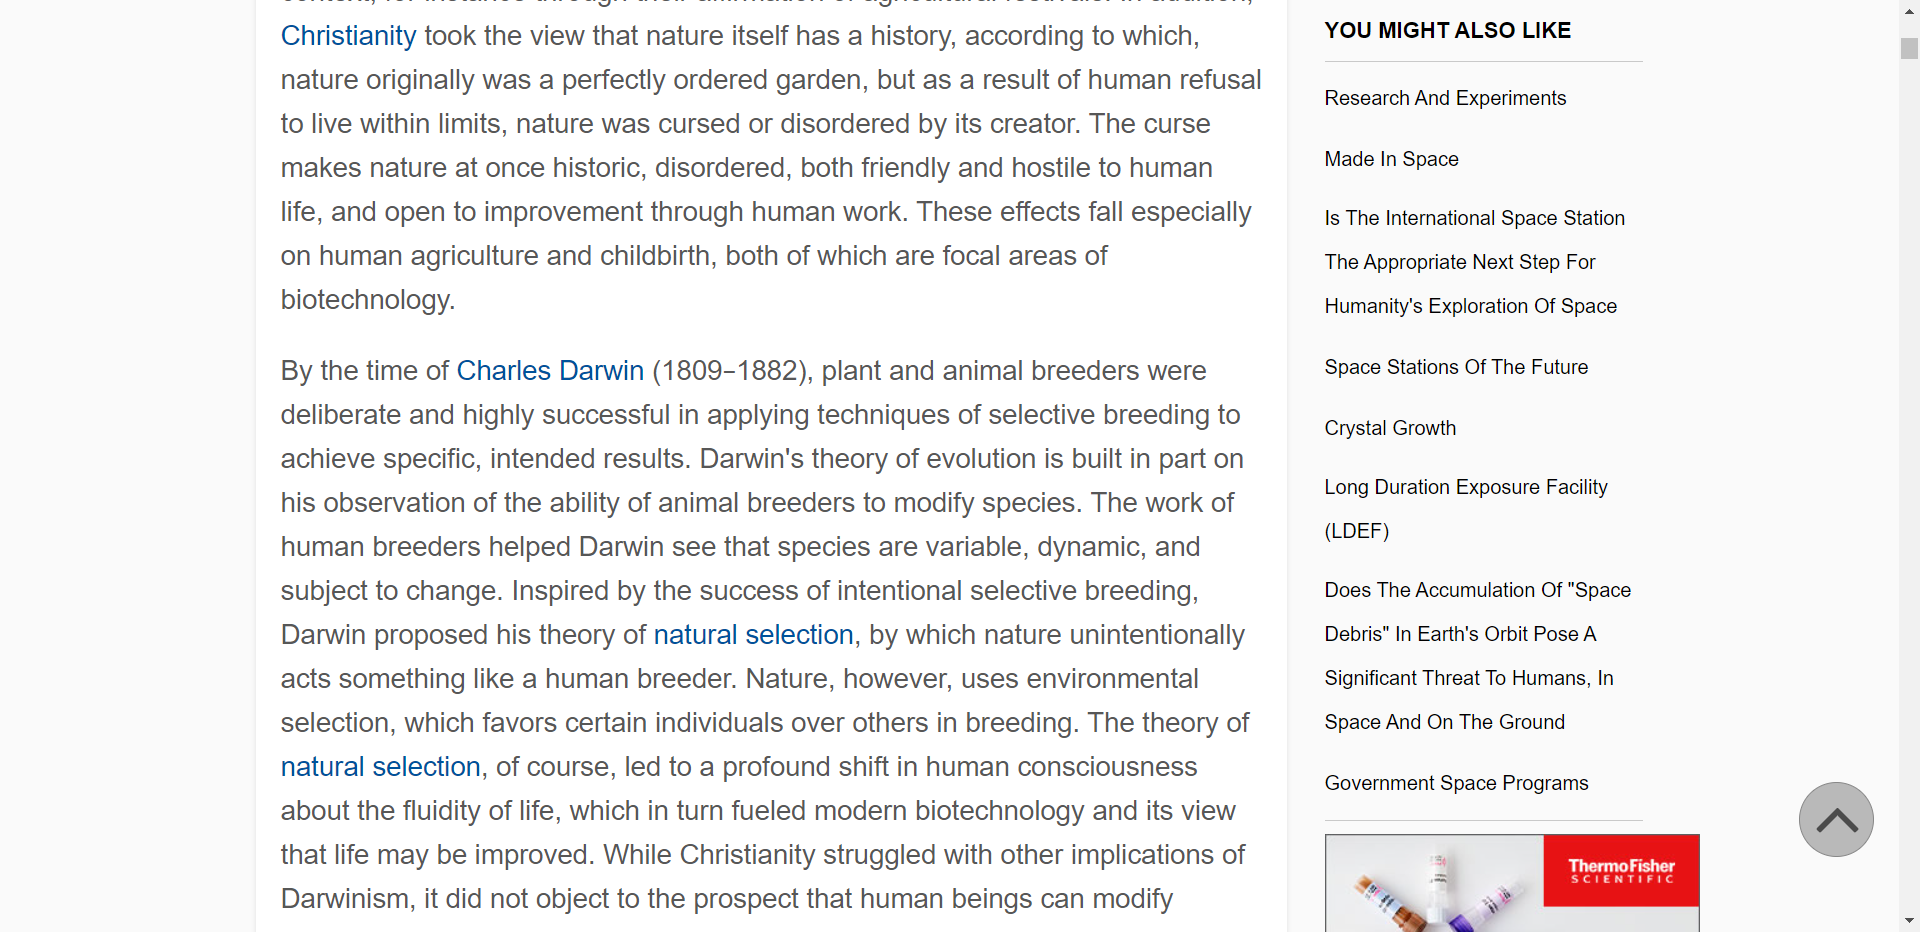 content, for instance through their affirmation of agricultural festivals. In addition,
Christianity took the view that nature itself has a history, according to which,
nature originally was a perfectly ordered garden, but as a result of human refusal
to live within limits, nature was cursed or disordered by its creator. The curse
makes nature at once historic, disordered, both friendly and hostile to human
life, and open to improvement through human work. These effects fall especially
on human agriculture and childbirth, both of which are focal areas of
biotechnology.
By the time of Charles Darwin (1809–1882), plant and animal breeders were
deliberate and highly successful in applying techniques of selective breeding to
achieve specific, intended results. Darwin's theory of evolution is built in part on
his observation of the ability of animal breeders to modify species. The work of
human breeders helped Darwin see that species are variable, dynamic, and
subject to change. Inspired by the success of intentional selective breeding,
Darwin proposed his theory of natural selection, by which nature unintentionally
acts something like a human breeder. Nature, however, uses environmental
selection, which favors certain individuals over others in breeding. The theory of
natural selection, of course, led to a profound shift in human consciousness
about the fluidity of life, which in turn fueled modern biotechnology and its view
that life may be improved. While Christianity struggled with other implications of
Darwinism, it did not object to the prospect that human beings can modify
YOU MIGHT ALSO LIKE
Research And Experiments
Made In Space
Is The International Space Station
The Appropriate Next Step For
Humanity's Exploration Of Space
Space Stations Of The Future
Crystal Growth
Long Duration Exposure Facility
(LDEF)
Does The Accumulation Of "Space
Debris" In Earth's Orbit Pose A
Significant Threat To Humans, In
Space And On The Ground
Government Space Programs
ThermoFisher
SCIENTIFIC